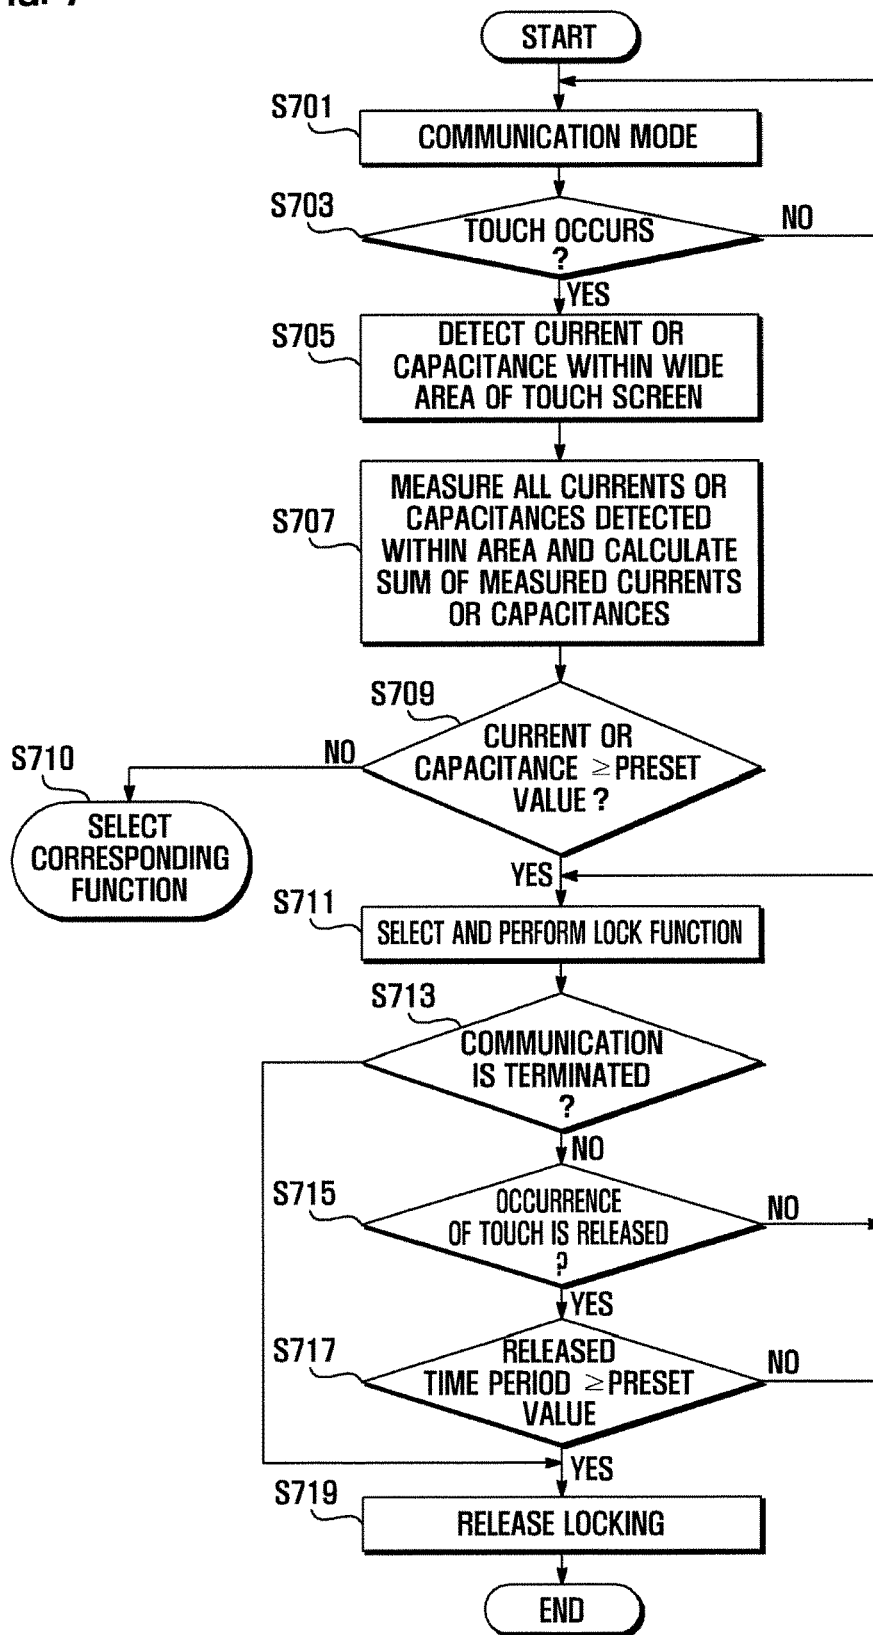 START
S701
COMMUNICATION MODE
S703
TOUCH OCCURS
?
NO
YES
S705
DETECT CURRENT OR
CAPACITANCE WITHIN WIDE
AREA OF TOUCH SCREEN
S707
MEASURE ALL CURRENTS OR
CAPACITANCES DETECTED
WITHIN AREA AND CALCULATE
SUM OF MEASURED CURRENTS
OR CAPACITANCES
S709
CURRENT OR
CAPACITANCE ≥PRESET
VALUE ?
NO
S710
SELECT
CORRESPONDING
FUNCTION
YES
S711
SELECT AND PERFORM LOCK FUNCTION
S713
COMMUNICATION
IS TERMINATED
?
NO
S715
OCCURRENCE
OF TOUCH IS RELEASED
?
NO
YES
S717
RELEASED
TIME PERIOD ≥PRESET
VALUE
NO
YES
S719
RELEASE LOCKING
END